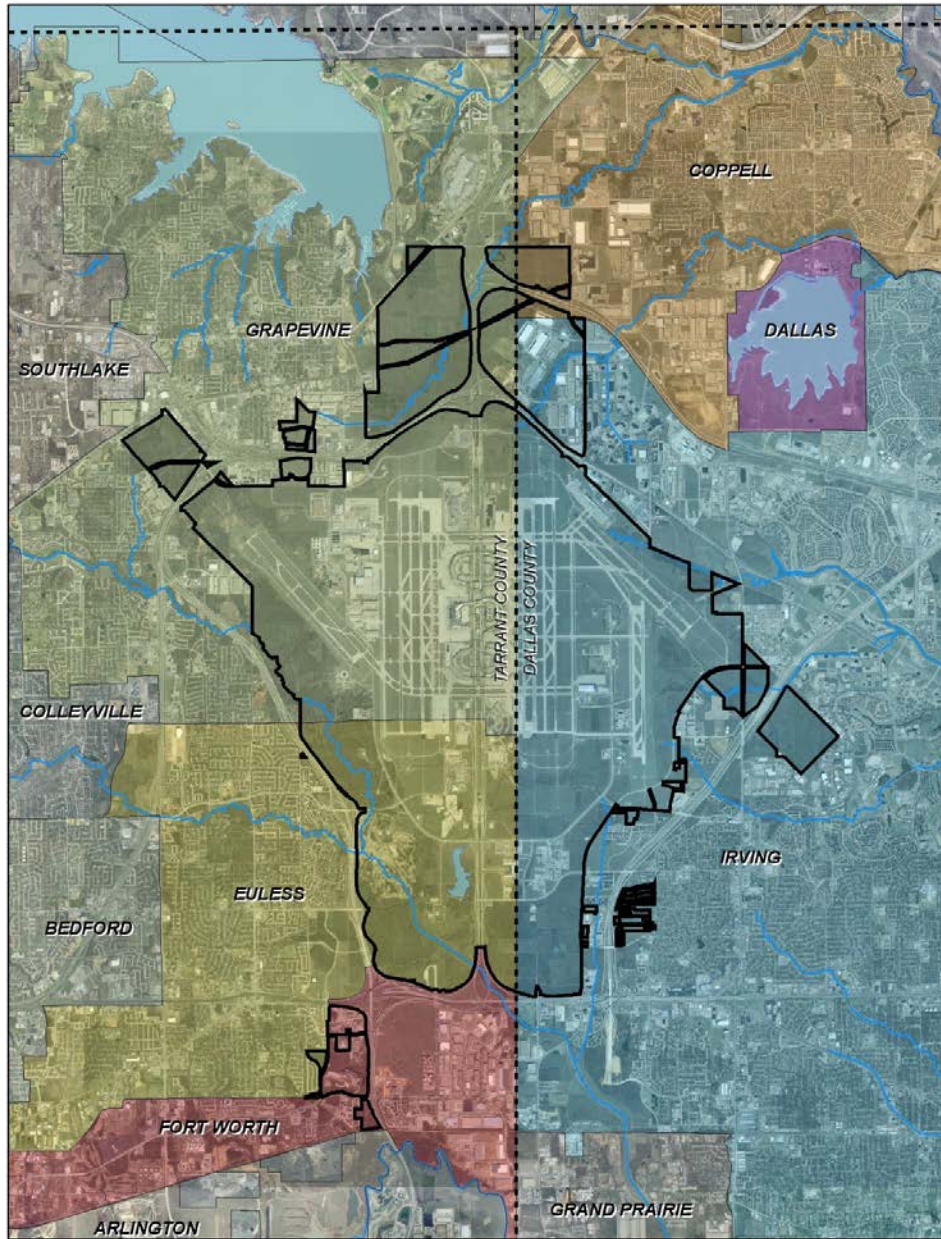 COPPELL
GRAPEVINE
DALLAS
SOUTHLAKE
TARRANT COUNTY
DALLAS COUNTY
COLLEYVILLE
IRVING
EULESS
BEDFORD
FORT WORTH
GRAND PRAIRIE
ARLINGTON